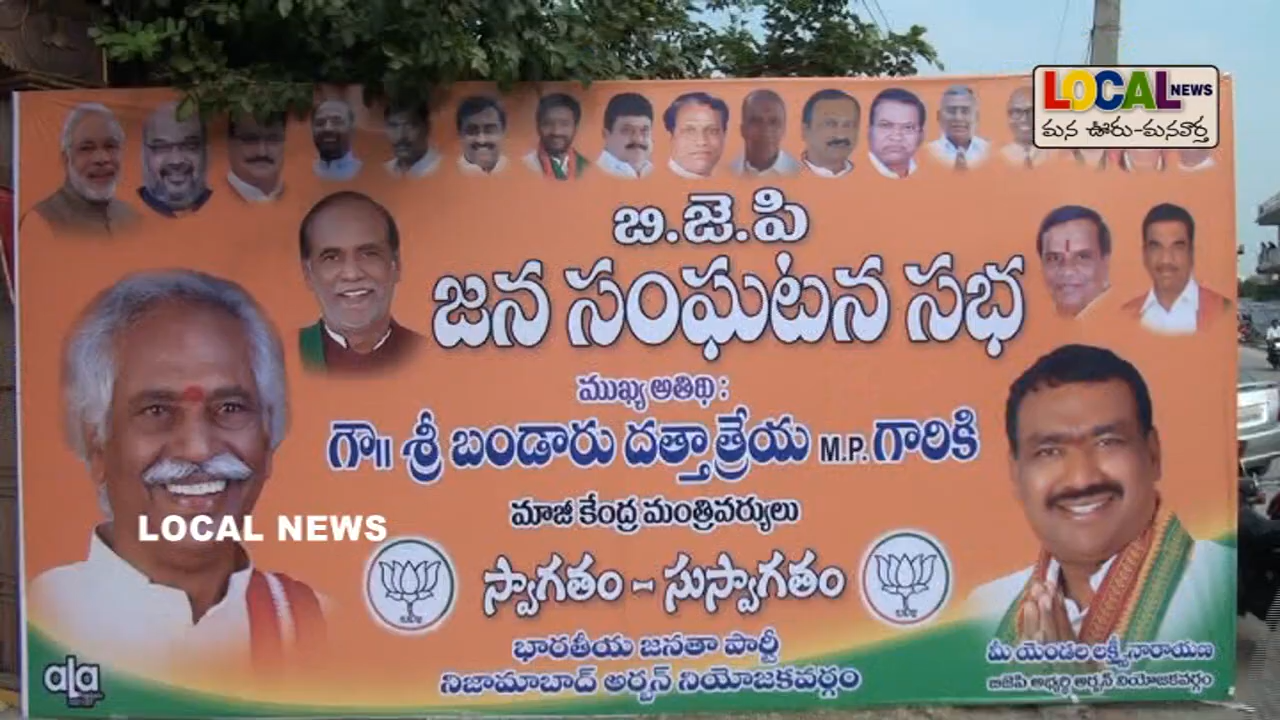 LOCAL NEWS
మన ఊరు-మనవార్త
బి.జె.పి
జన సంఘటన సభ
ముఖ్య అతిథి :
గౌ|| శ్రీ బండారు దత్తాత్రేయ M.P. గారికి
మాజీ కేంద్ర మంత్రివర్యులు
LOCAL NEWS
స్వాగతం - సుస్వాగతం
భారతీయ జనతా పార్టీ
నిజామాబాద్ అర్బన్ నియోజకవర్గం
మీ యెండల లక్ష్మీనారాయణ
బిజెపి అభ్యర్థి అర్బన్ నియోజకవర్గం
ala